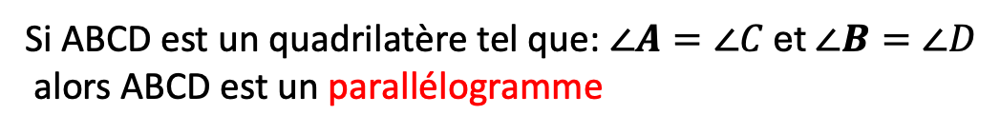 Si ABCD est un quadrilatère tel que: ∠A = ∠C et ∠B = ∠D
alors ABCD est un parallélogramme